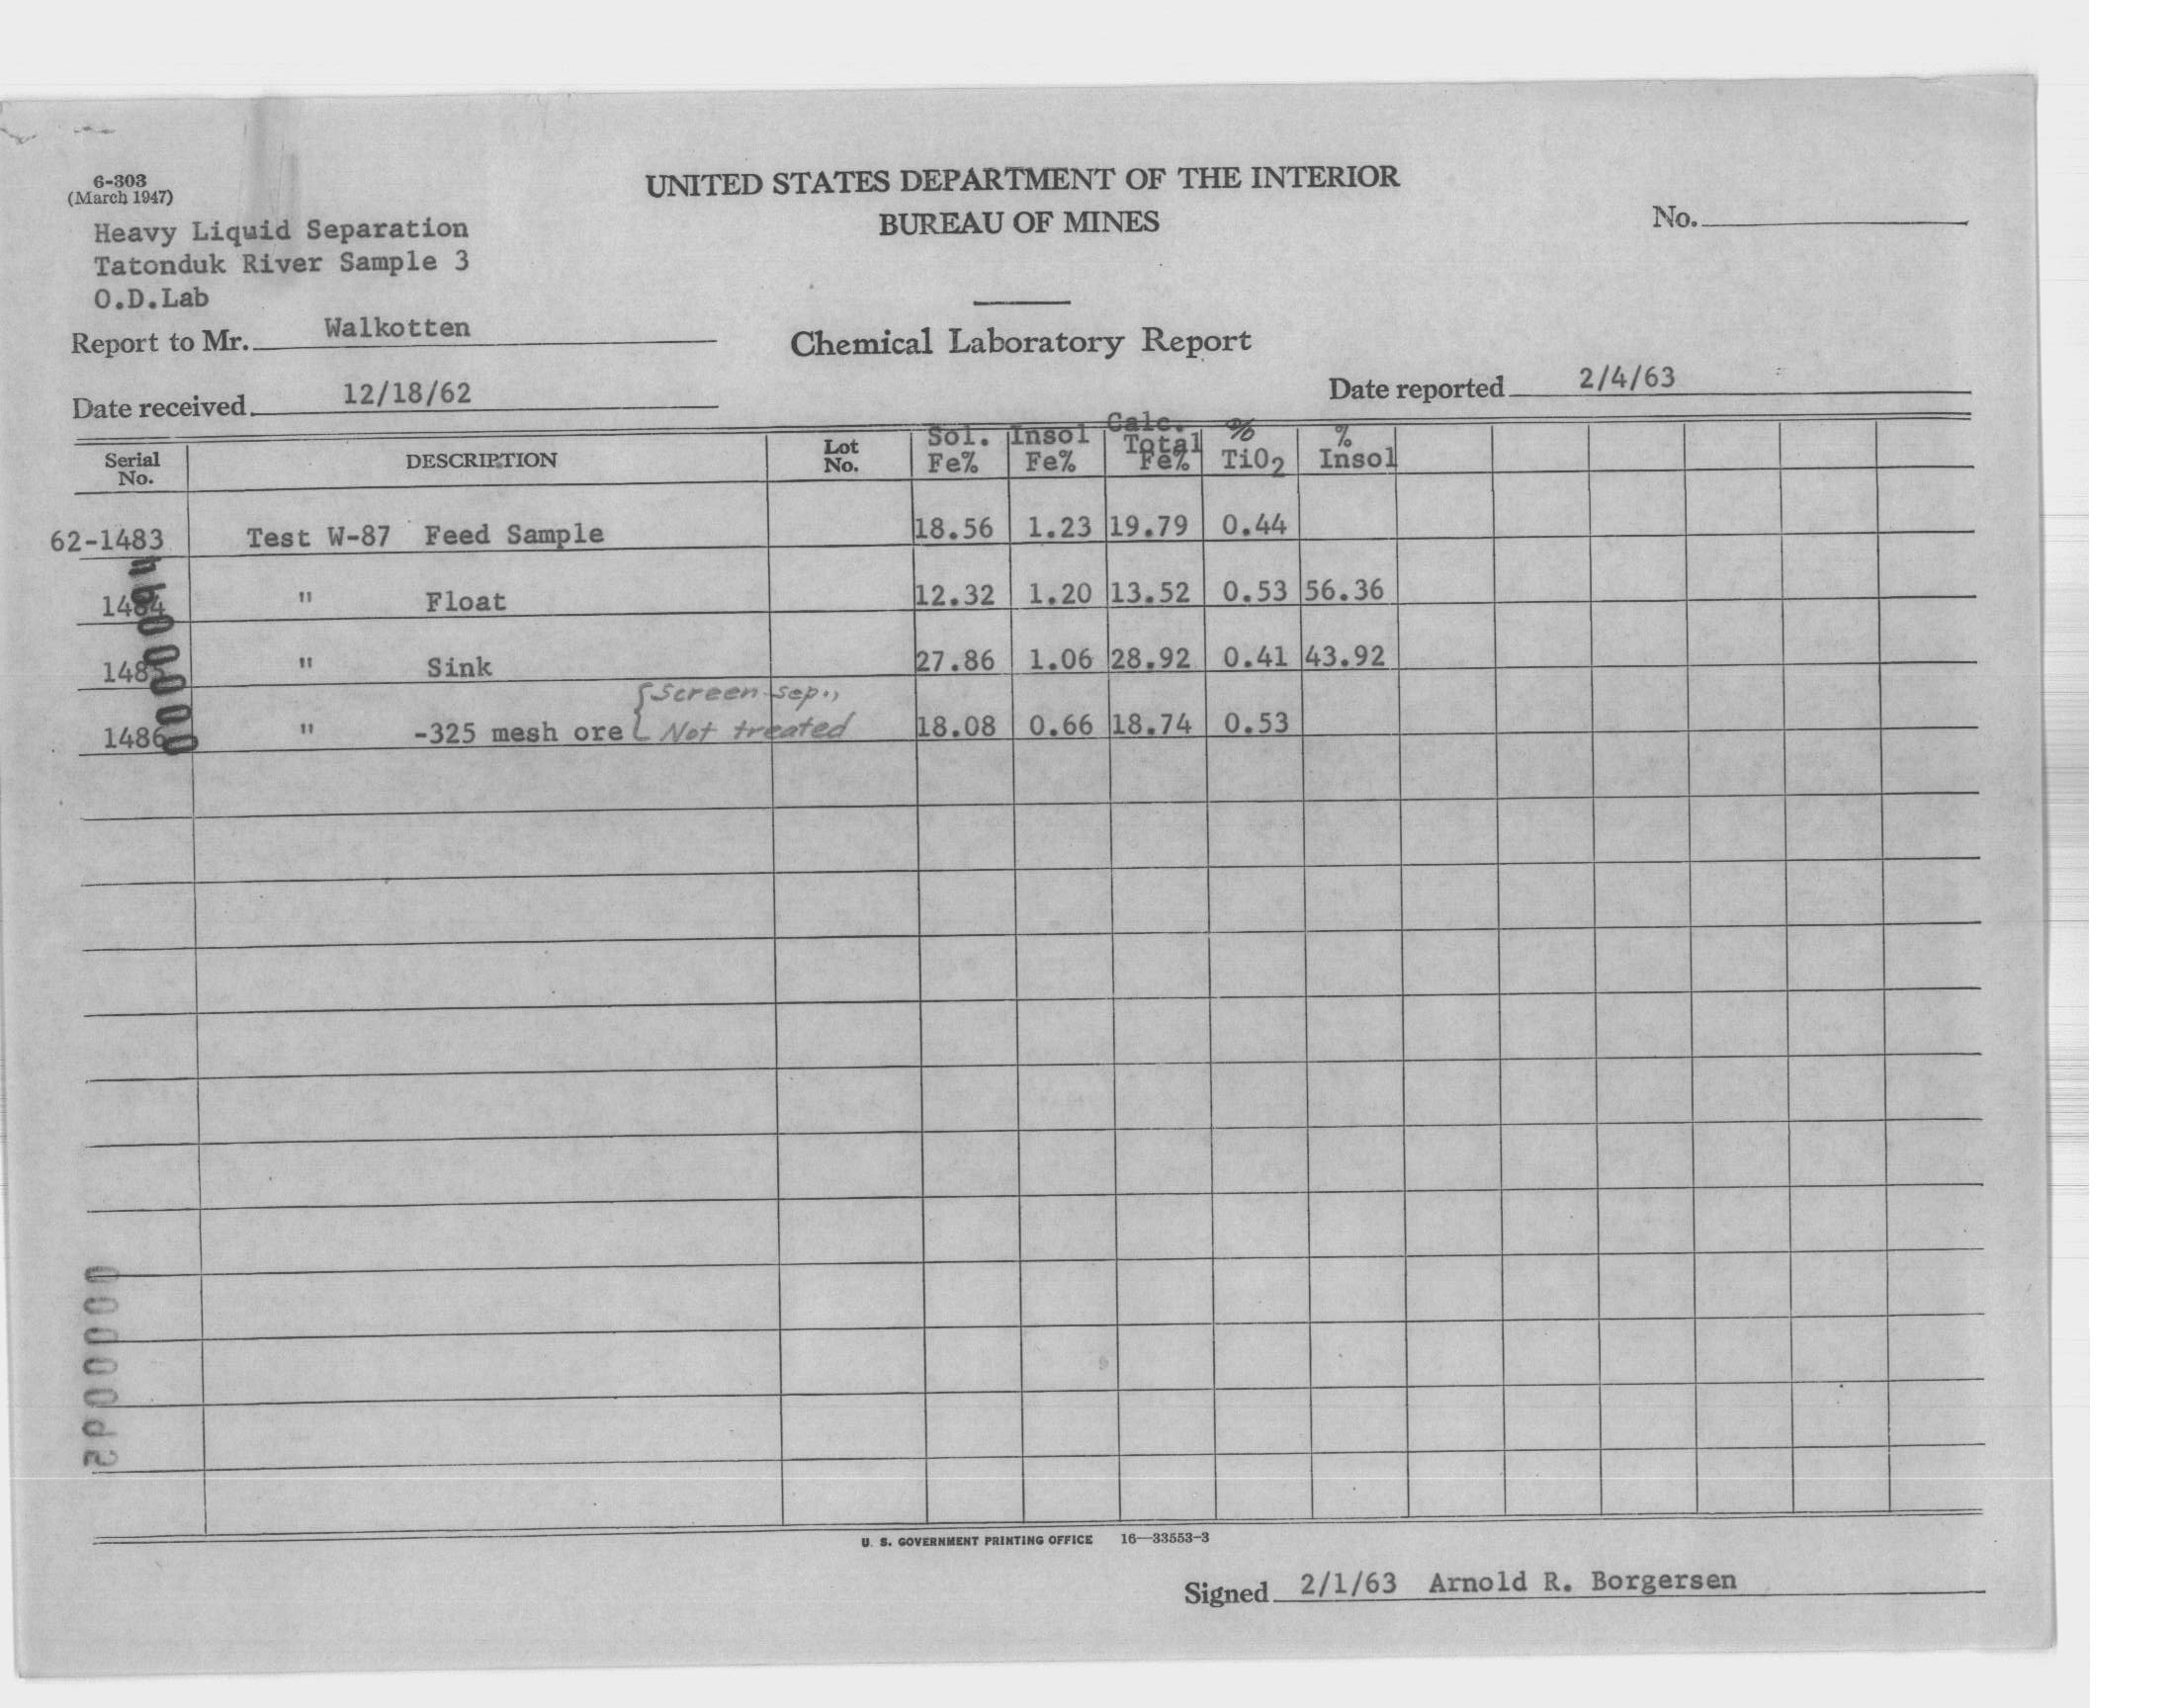 6-303
(March 1947)
UNITED STATES DEPARTMENT OF THE INTERIOR
BUREAU OF MINES
No.
Heavy Liquid Separation
Tatonduk River Sample 3
O.D.Lab
Report to Mr. Walkotten
Chemical Laboratory Report
Date received 12/18/62
Date reported 2/4/63
Serial No. DESCRIPTION Lot No. Sol. Fe% Insol Fe% Calc. Total Fe% % TiO2 % Insol
62-1483 Test W-87 Feed Sample 18.56 1.23 19.79 0.44
1484 " Float 12.32 1.20 13.52 0.53 56.36
1485 " Sink 27.86 1.06 28.92 0.41 43.92
{Screen sep.,
1486 " -325 mesh ore Not treated 18.08 0.66 18.74 0.53
U. S. GOVERNMENT PRINTING OFFICE 16—33553-3
Signed 2/1/63 Arnold R. Borgersen